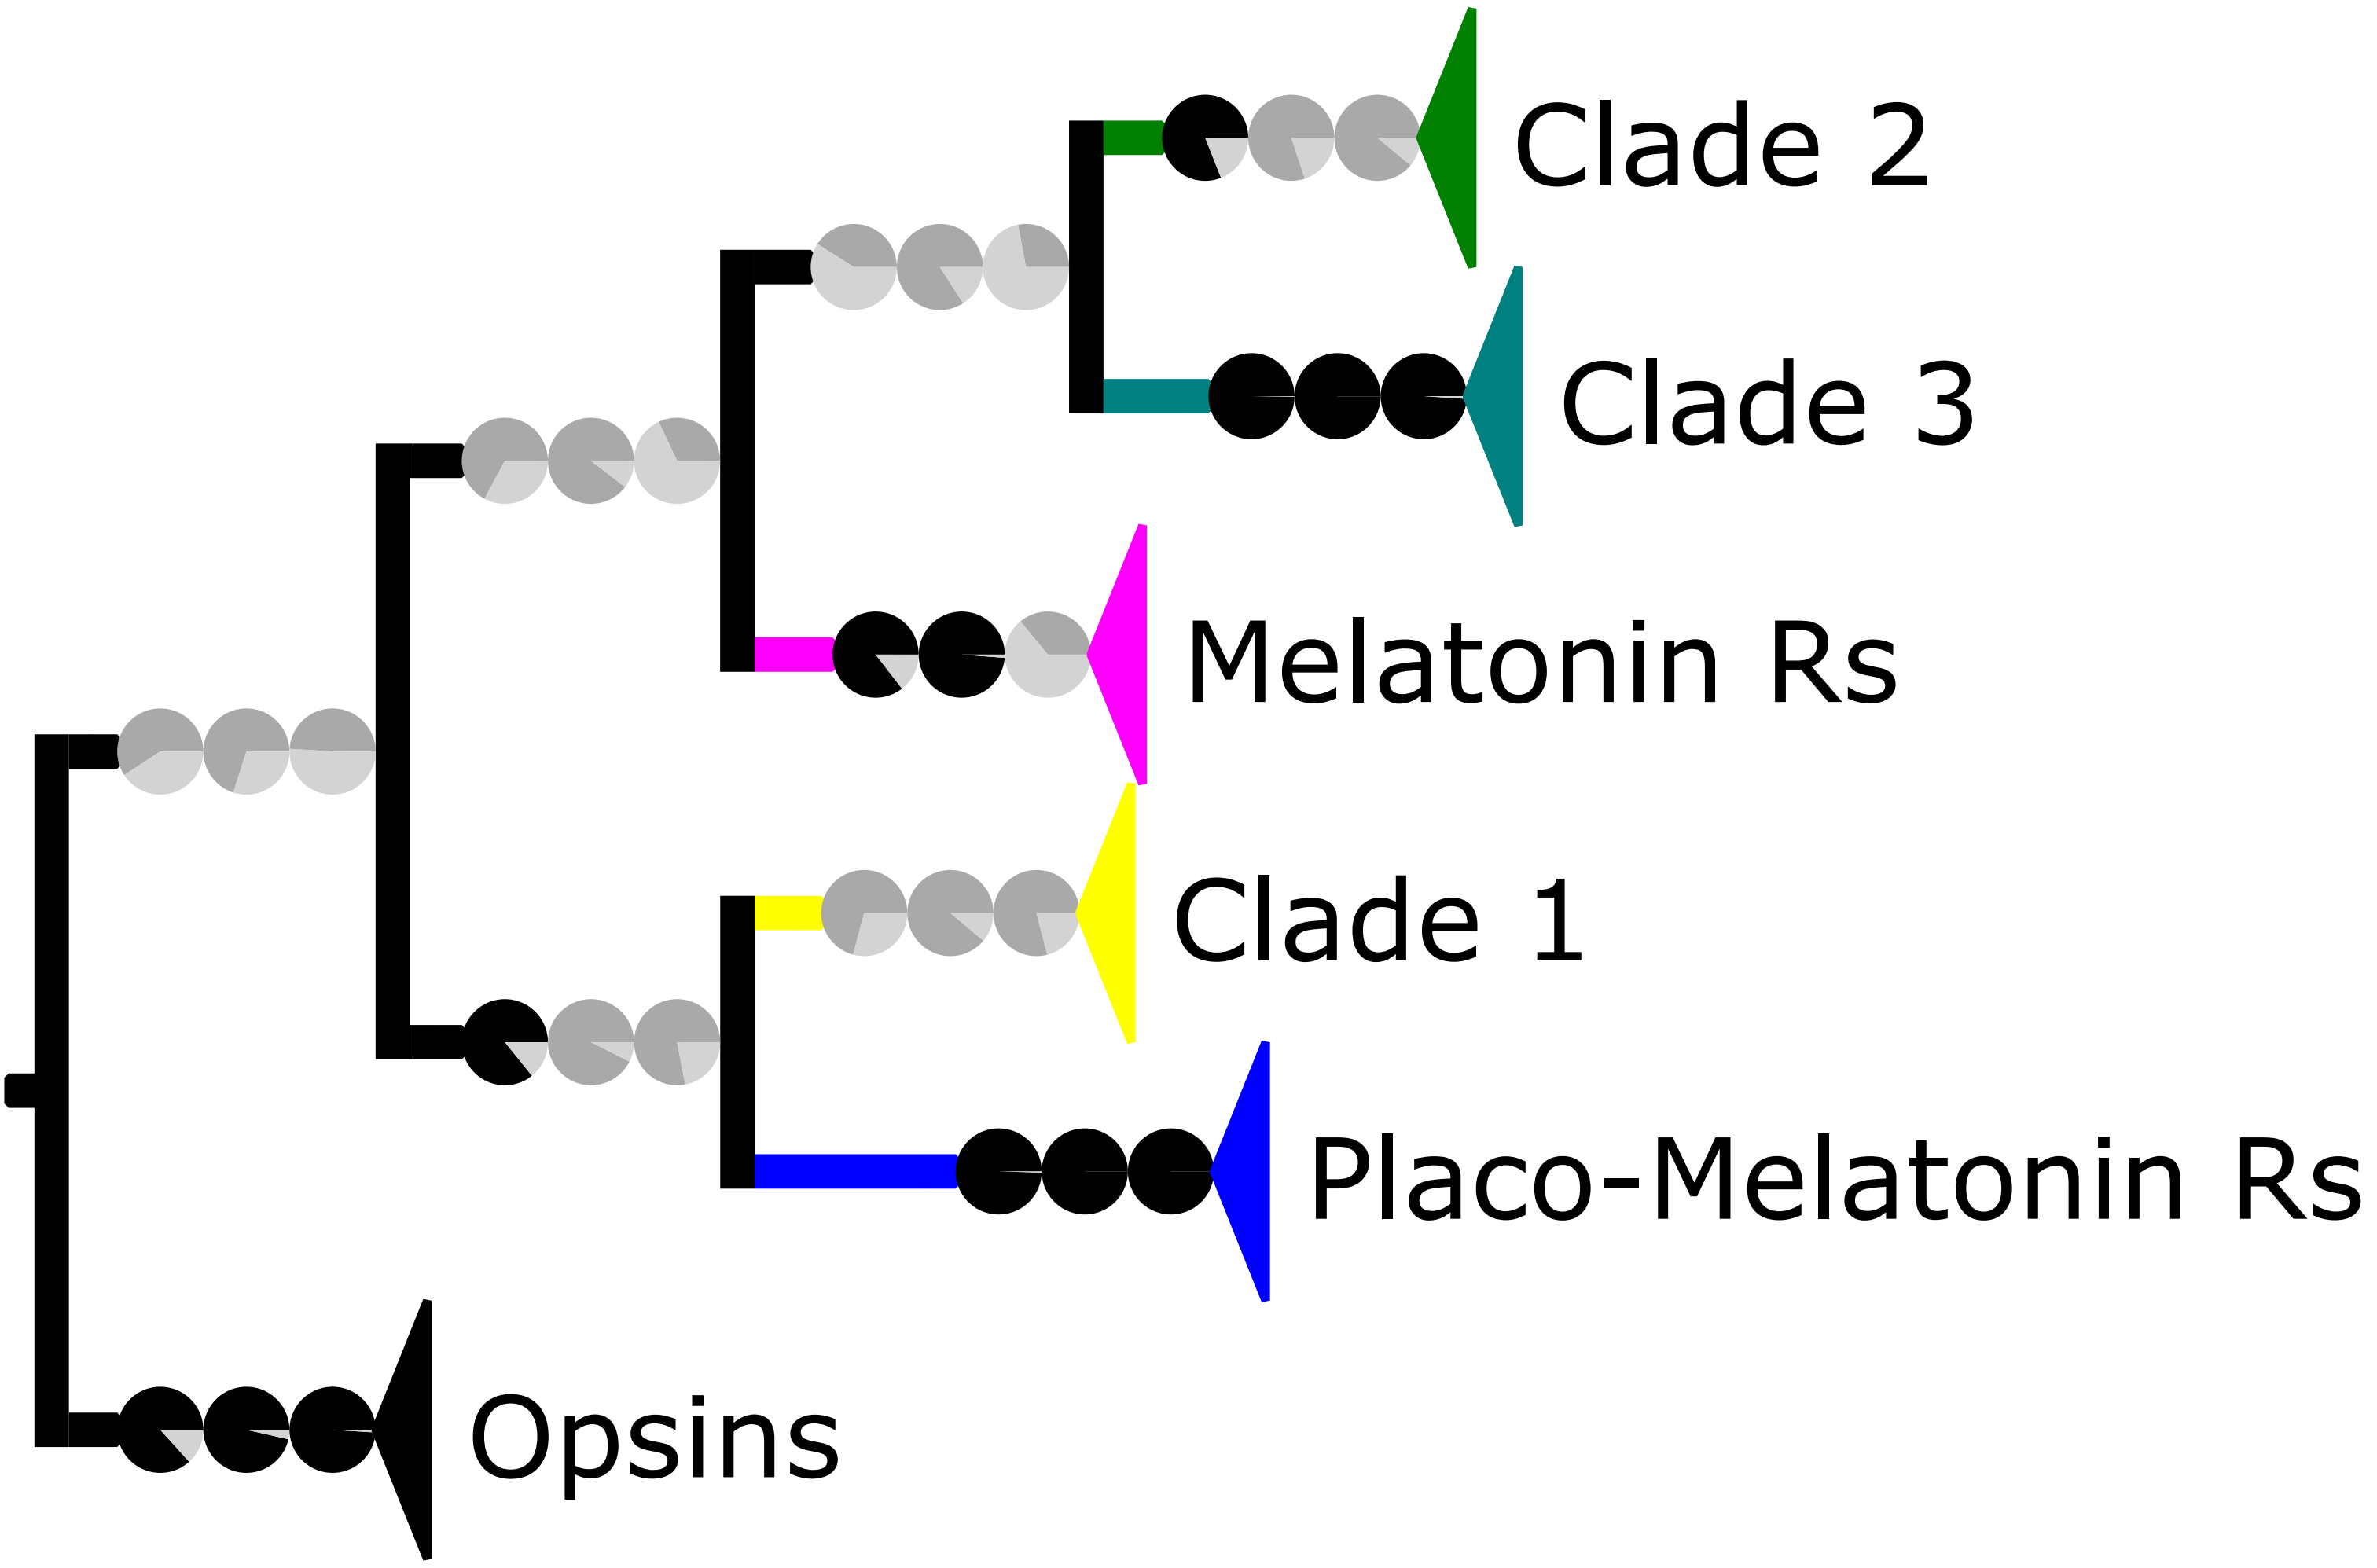 Clade 2
Clade 3
Melatonin Rs
Clade 1
Placo-Melatonin Rs
Opsins